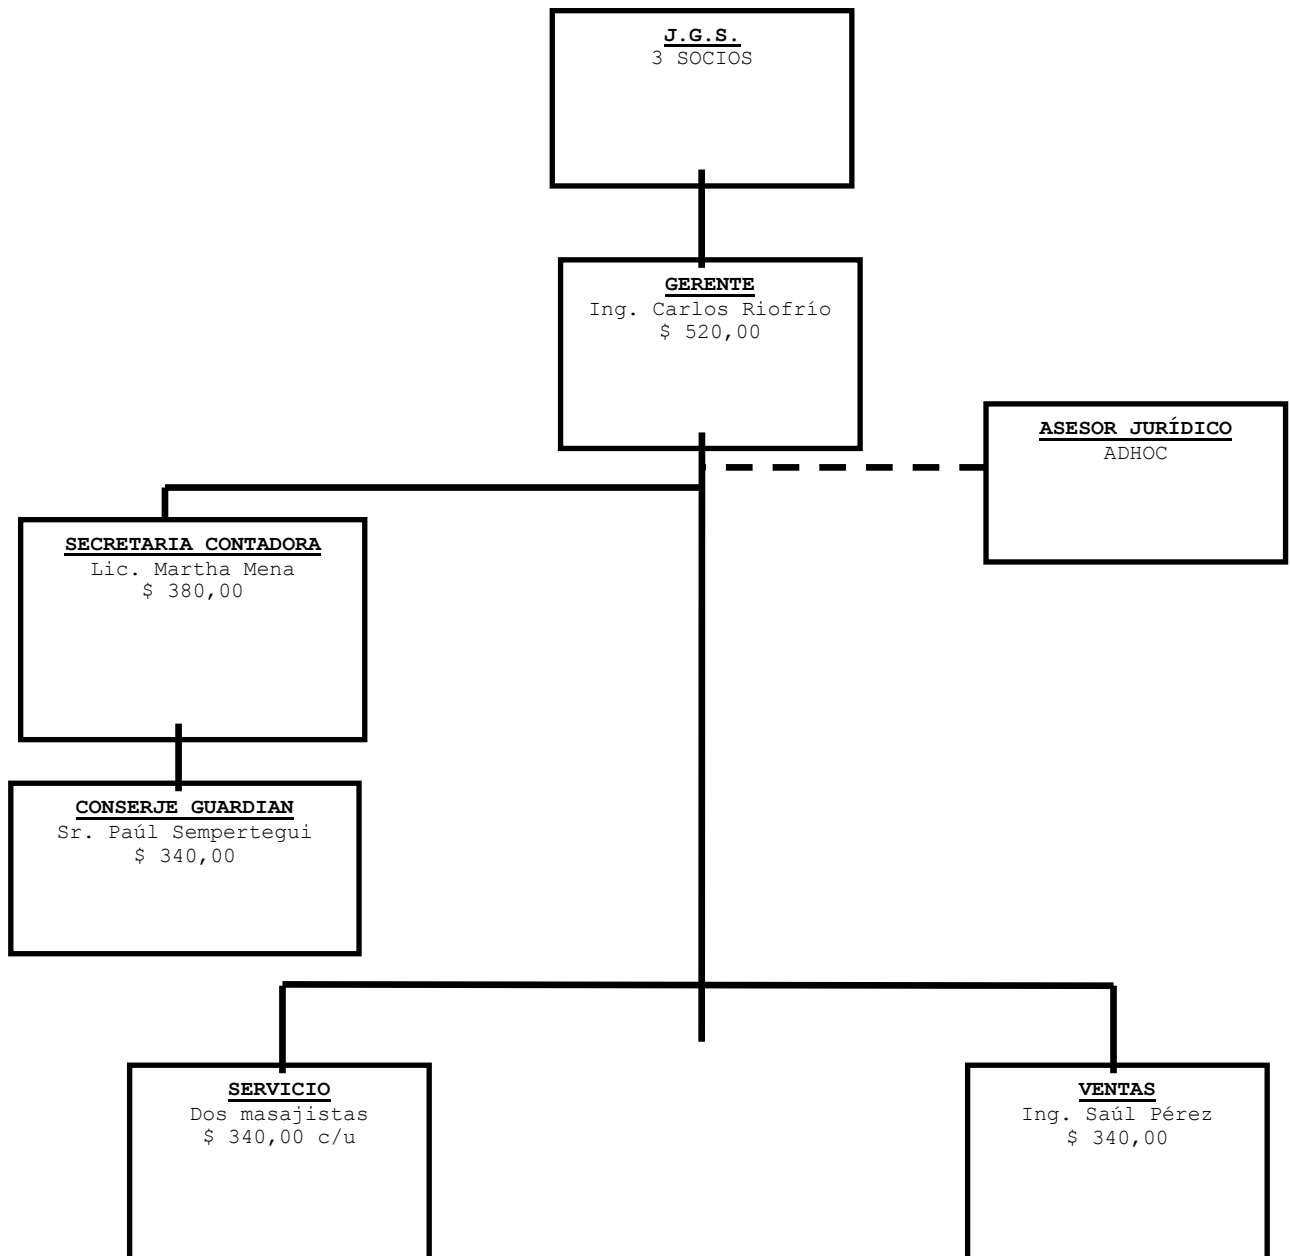 J.G.S.
3 SOCIOS
GERENTE
Ing. Carlos Riofrío
$ 520,00
ASESOR JURÍDICO
ADHOC
SECRETARIA CONTADORA
Lic. Martha Mena
$ 380,00
CONSERJE GUARDIAN
Sr. Paúl Sempertegui
$ 340,00
SERVICIO
Dos masajistas
$ 340,00 c/u
VENTAS
Ing. Saúl Pérez
$ 340,00